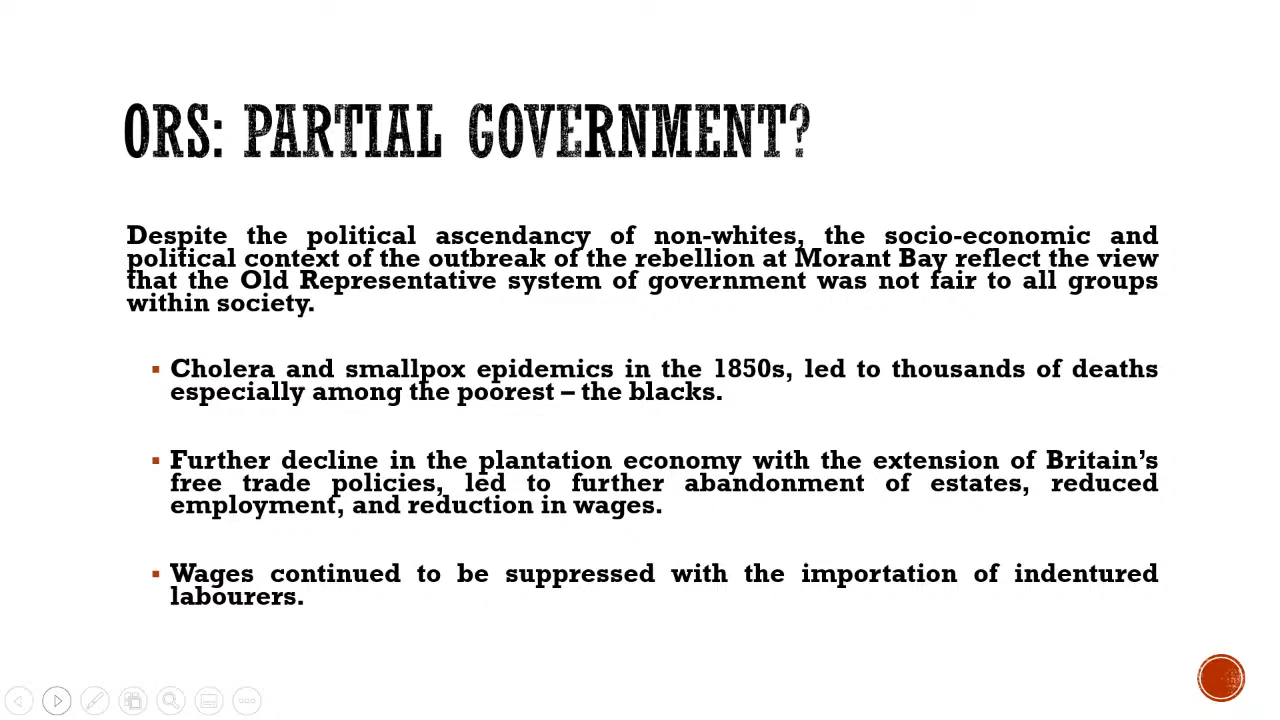 ORS: PARTIAL GOVERNMENT?
Despite the political ascendancy of non-whites, the socio-economic and
political context of the outbreak of the rebellion at Morant Bay reflect the view
that the Old Representative system of government was not fair to all groups
within society.
▪ Cholera and smallpox epidemics in the 1850s, led to thousands of deaths
especially among the poorest – the blacks.
▪ Further decline in the plantation economy with the extension of Britain’s
free trade policies, led to further abandonment of estates, reduced
employment, and reduction in wages.
▪ Wages continued to be suppressed with the importation of indentured
labourers.